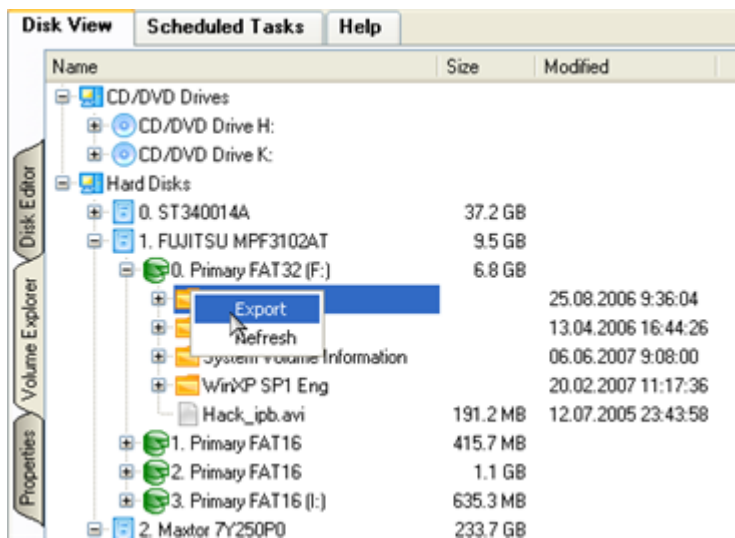 Disk View Scheduled Tasks Help
Name Size Modified
CD/DVD Drives
CD/DVD Drive H:
CD/DVD Drive K:
Hard Disks
0. ST340014A 37.2 GB
1. FUJITSU MPF3102AT 9.5 GB
0. Primary FAT32 (F:) 6.8 GB
25.08.2006 9:36:04
Export
13.04.2006 16:44:26
Refresh
System Volume Information 06.06.2007 9:08:00
WinXP SP1 Eng 20.02.2007 11:17:36
Hack_ipb.avi 191.2 MB 12.07.2005 23:43:58
1. Primary FAT16 415.7 MB
2. Primary FAT16 1.1 GB
3. Primary FAT16 (I:) 635.3 MB
2. Maxtor 7Y250P0 233.7 GB
Disk Editor
Volume Explorer
Properties